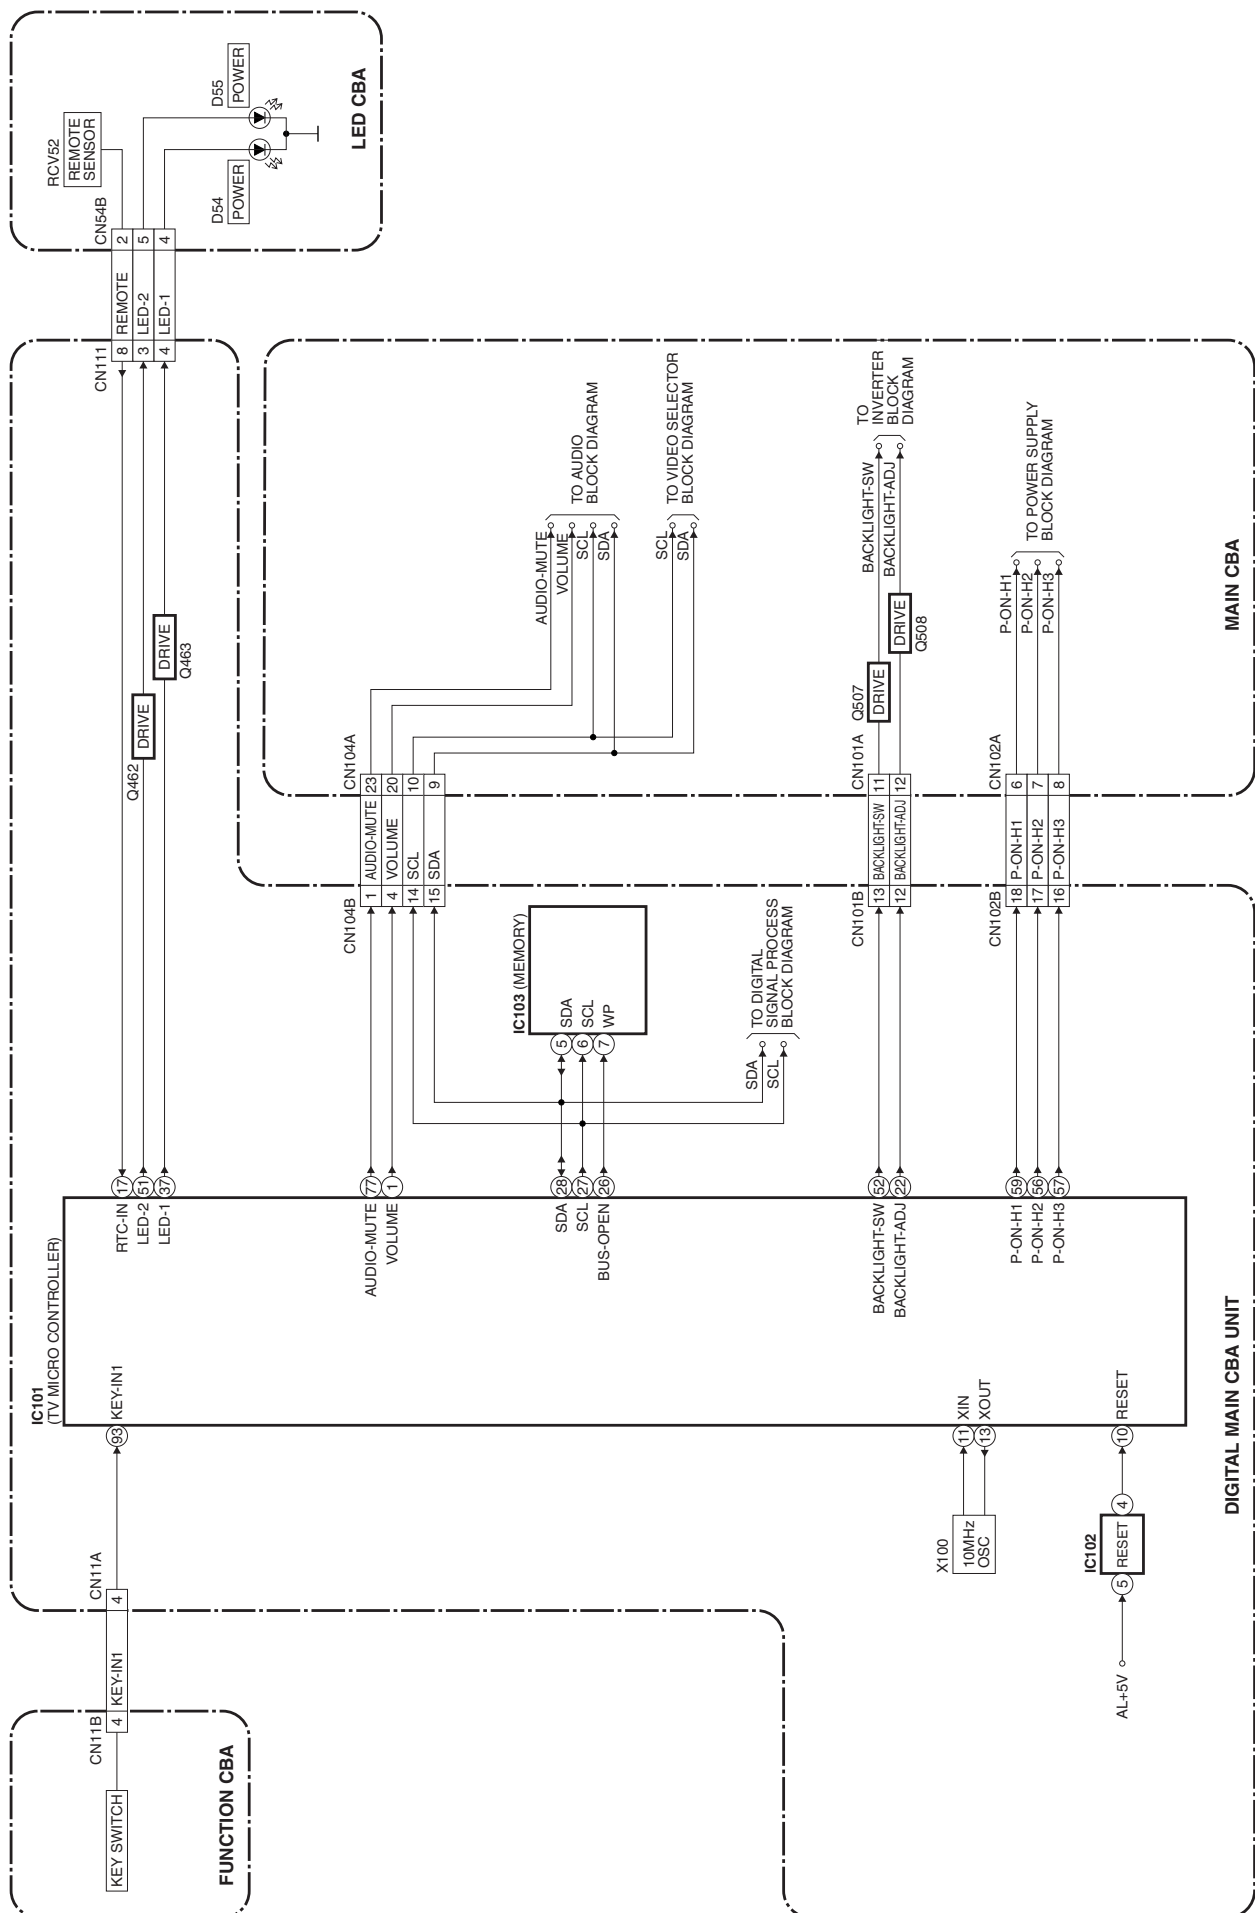 FUNCTION CBA
KEY SWITCH
CN11B
4
KEY-IN1
4
CN11A
IC101
(TV MICRO CONTROLLER)
93
KEY-IN1
RTC-IN
17
LED-2
51
LED-1
37
Q462
DRIVE
DRIVE
Q463
CN111
8
REMOTE
2
3
LED-2
5
4
LED-1
4
CN54B
RCV52
REMOTE
SENSOR
D54
POWER
D55
POWER
LED CBA
AUDIO-MUTE
77
VOLUME
1
SDA
28
SCL
27
BUS-OPEN
26
IC103 (MEMORY)
5
SDA
6
SCL
7
WP
SDA
SCL
TO DIGITAL
SIGNAL PROCESS
BLOCK DIAGRAM
CN104B
1
AUDIO-MUTE
23
4
VOLUME
20
14
SCL
10
15
SDA
9
CN104A
AUDIO-MUTE
VOLUME
SCL
SDA
TO AUDIO
BLOCK DIAGRAM
SCL
SDA
TO VIDEO SELECTOR
BLOCK DIAGRAM
BACKLIGHT-SW
52
BACKLIGHT-ADJ
22
CN101B
13
BACKLIGHT-SW
11
12
BACKLIGHT-ADJ
12
CN101A
Q507
DRIVE
DRIVE
Q508
BACKLIGHT-SW
BACKLIGHT-ADJ
TO
INVERTER
BLOCK
DIAGRAM
P-ON-H1
59
P-ON-H2
56
P-ON-H3
57
CN102B
18
P-ON-H1
6
17
P-ON-H2
7
16
P-ON-H3
8
CN102A
P-ON-H1
P-ON-H2
P-ON-H3
TO POWER SUPPLY
BLOCK DIAGRAM
MAIN CBA
X100
10MHz
OSC
11
XIN
13
XOUT
AL+5V
5
IC102
RESET
4
10
RESET
DIGITAL MAIN CBA UNIT